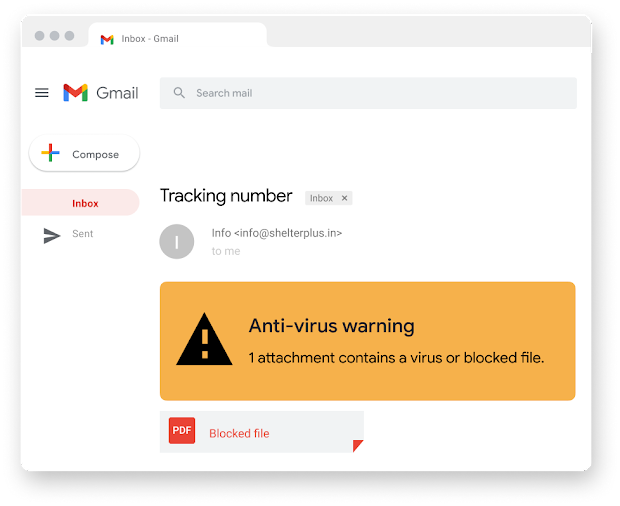 Inbox - Gmail
Gmail
Search mail
Compose
Inbox
Sent
Tracking number
Inbox ×
I
Info <info@shelterplus.in>
to me
Anti-virus warning
1 attachment contains a virus or blocked file.
PDF
Blocked file